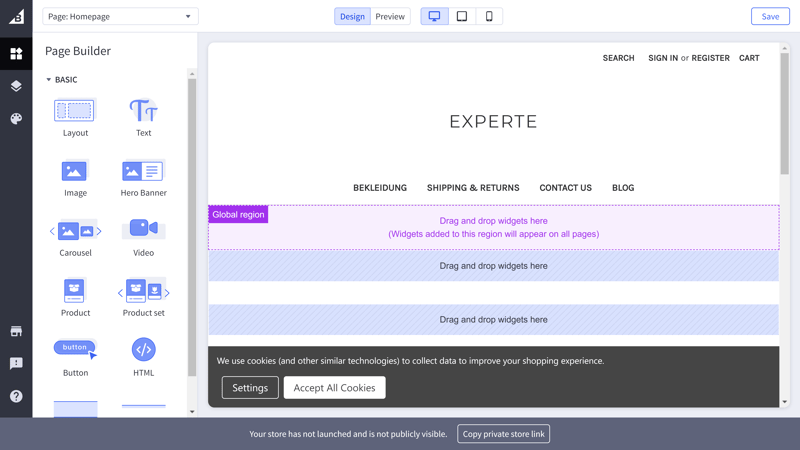 Page: Homepage
Design
Preview
Save
Page Builder
BASIC
Layout
Text
Image
Hero Banner
Carousel
Video
Product
Product set
button
Button
HTML
SEARCH
SIGN IN or REGISTER
CART
EXPERTE
BEKLEIDUNG
SHIPPING & RETURNS
CONTACT US
BLOG
Global region
Drag and drop widgets here
(Widgets added to this region will appear on all pages)
Drag and drop widgets here
Drag and drop widgets here
We use cookies (and other similar technologies) to collect data to improve your shopping experience.
Settings
Accept All Cookies
Your store has not launched and is not publicly visible.
Copy private store link